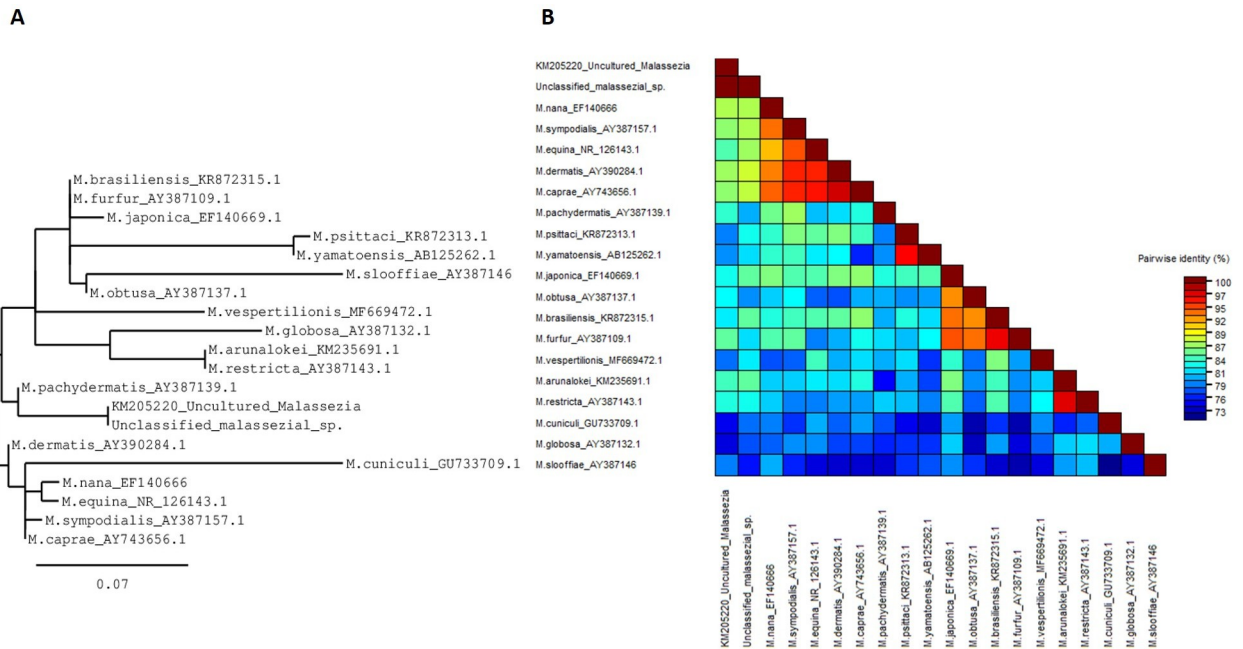 A
B
M.brasiliensis_KR872315.1
M.furfur_AY387109.1
M.japonica_EF140669.1
M.psittaci_KR872313.1
M.yamatoensis_AB125262.1
M.slooffiae_AY387146
M.obtusa_AY387137.1
M.vespertilionis_MF669472.1
M.globosa_AY387132.1
M.arunalokei_KM235691.1
M.restricta_AY387143.1
M.pachydermatis_AY387139.1
KM205220_Uncultured_Malassezia
Unclassified_malassezial_sp.
M.dermatis_AY390284.1
M.cuniculi_GU733709.1
M.nana_EF140666
M.equina_NR_126143.1
M.sympodialis_AY387157.1
M.caprae_AY743656.1
0.07
KM205220_Uncultured_Malassezia
Unclassified_malassezial_sp.
M.nana_EF140666
M.sympodialis_AY387157.1
M.equina_NR_126143.1
M.dermatis_AY390284.1
M.caprae_AY743656.1
M.pachydermatis_AY387139.1
M.psittaci_KR872313.1
M.yamatoensis_AB125262.1
M.japonica_EF140669.1
M.obtusa_AY387137.1
M.brasiliensis_KR872315.1
M.furfur_AY387109.1
M.vespertilionis_MF669472.1
M.arunalokei_KM235691.1
M.restricta_AY387143.1
M.cuniculi_GU733709.1
M.globosa_AY387132.1
M.slooffiae_AY387146
Pairwise identity (%)
100
97
95
92
89
87
84
81
79
76
73
KM205220_Uncultured_Malassezia
Unclassified_malassezial_sp.
M.nana_EF140666
M.sympodialis_AY387157.1
M.equina_NR_126143.1
M.dermatis_AY390284.1
M.caprae_AY743656.1
M.pachydermatis_AY387139.1
M.psittaci_KR872313.1
M.yamatoensis_AB125262.1
M.japonica_EF140669.1
M.obtusa_AY387137.1
M.brasiliensis_KR872315.1
M.furfur_AY387109.1
M.vespertilionis_MF669472.1
M.arunalokei_KM235691.1
M.restricta_AY387143.1
M.cuniculi_GU733709.1
M.globosa_AY387132.1
M.slooffiae_AY387146